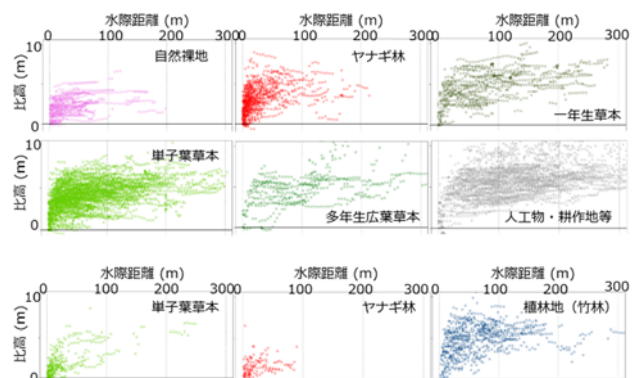 水際距離 (m) 水際距離 (m) 水際距離 (m)
0 100 200 300 0 100 200 300 0 100 200 300
10 自然裸地 ヤナギ林 一年生草本
比高 (m)
0
10 単子葉草本 多年生広葉草本 人工物・耕作地等
比高 (m)
0
水際距離 (m) 水際距離 (m) 水際距離 (m)
0 100 200 300 0 100 200 300 0 100 200 300
10 単子葉草本 ヤナギ林 植林地（竹林）
比高 (m)
0